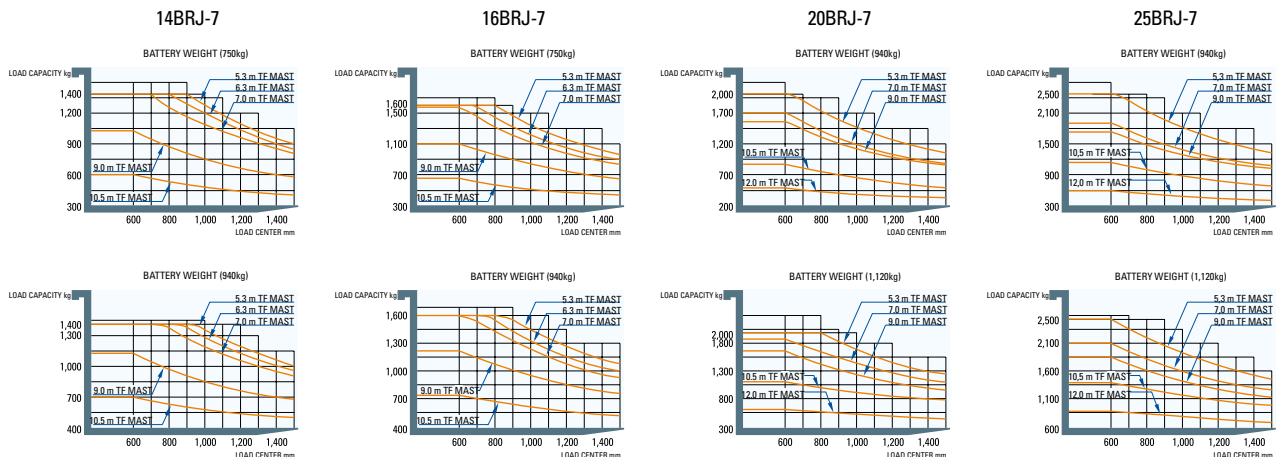 14BRJ-7
BATTERY WEIGHT (750kg)
LOAD CAPACITY kg
1,400
1,200
900
600
300
5.3 m TF MAST
6.3 m TF MAST
7.0 m TF MAST
9.0 m TF MAST
10.5 m TF MAST
600 800 1,000 1,200 1,400
LOAD CENTER mm
16BRJ-7
BATTERY WEIGHT (750kg)
LOAD CAPACITY kg
1,600
1,500
1,100
700
300
5.3 m TF MAST
6.3 m TF MAST
7.0 m TF MAST
9.0 m TF MAST
10.5 m TF MAST
600 800 1,000 1,200 1,400
LOAD CENTER mm
20BRJ-7
BATTERY WEIGHT (940kg)
LOAD CAPACITY kg
2,000
1,700
1,200
700
200
5.3 m TF MAST
7.0 m TF MAST
9.0 m TF MAST
10.5 m TF MAST
12.0 m TF MAST
600 800 1,000 1,200 1,400
LOAD CENTER mm
25BRJ-7
BATTERY WEIGHT (940kg)
LOAD CAPACITY kg
2,500
2,100
1,500
900
300
5.3 m TF MAST
7.0 m TF MAST
9.0 m TF MAST
10,5 m TF MAST
12,0 m TF MAST
600 800 1,000 1,200 1,400
LOAD CENTER mm
BATTERY WEIGHT (940kg)
LOAD CAPACITY kg
1,400
1,300
1,000
700
400
5.3 m TF MAST
6.3 m TF MAST
7.0 m TF MAST
9.0 m TF MAST
10.5 m TF MAST
600 800 1,000 1,200 1,400
LOAD CENTER mm
BATTERY WEIGHT (940kg)
LOAD CAPACITY kg
1,600
1,300
1,000
700
400
5.3 m TF MAST
6.3 m TF MAST
7.0 m TF MAST
9.0 m TF MAST
10.5 m TF MAST
600 800 1,000 1,200 1,400
LOAD CENTER mm
BATTERY WEIGHT (1,120kg)
LOAD CAPACITY kg
2,000
1,800
1,300
800
300
5.3 m TF MAST
7.0 m TF MAST
9.0 m TF MAST
10.5 m TF MAST
12.0 m TF MAST
600 800 1,000 1,200 1,400
LOAD CENTER mm
BATTERY WEIGHT (1,120kg)
LOAD CAPACITY kg
2,500
2,100
1,600
1,100
600
5.3 m TF MAST
7.0 m TF MAST
9.0 m TF MAST
10,5 m TF MAST
12.0 m TF MAST
600 800 1,000 1,200 1,400
LOAD CENTER mm